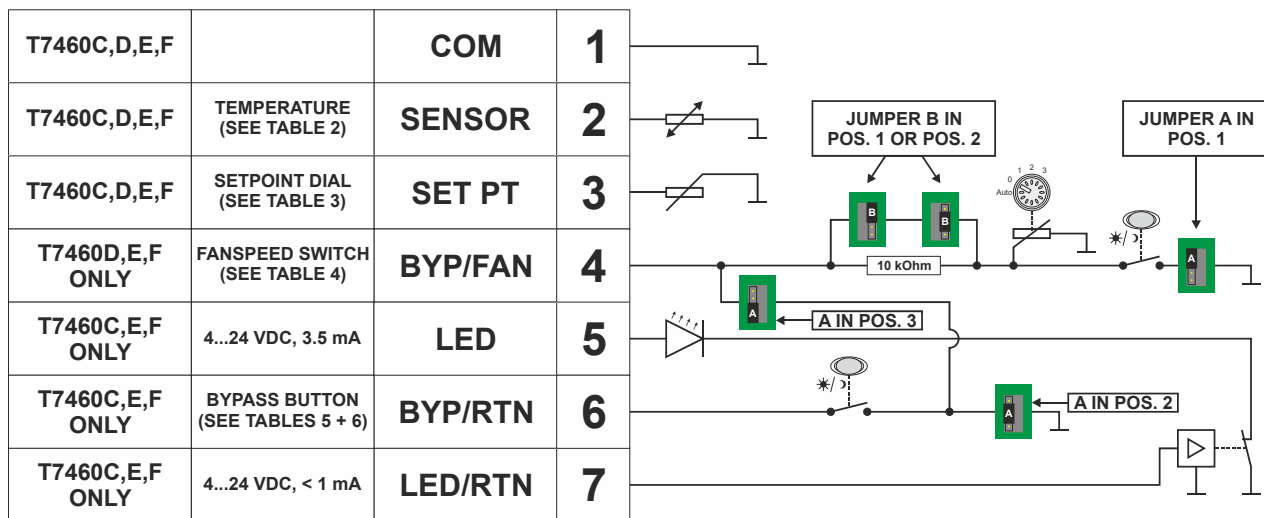 T7460C,D,E,F
COM
1
T7460C,D,E,F
TEMPERATURE
(SEE TABLE 2)
SENSOR
2
T7460C,D,E,F
SETPOINT DIAL
(SEE TABLE 3)
SET PT
3
T7460D,E,F
ONLY
FANSPEED SWITCH
(SEE TABLE 4)
BYP/FAN
4
T7460C,E,F
ONLY
4...24 VDC, 3.5 mA
LED
5
T7460C,E,F
ONLY
BYPASS BUTTON
(SEE TABLES 5 + 6)
BYP/RTN
6
T7460C,E,F
ONLY
4...24 VDC, < 1 mA
LED/RTN
7
JUMPER B IN
POS. 1 OR POS. 2
JUMPER A IN
POS. 1
B
B
Auto 0 1 2 3
10 kOhm
A
A
A IN POS. 3
A
A IN POS. 2